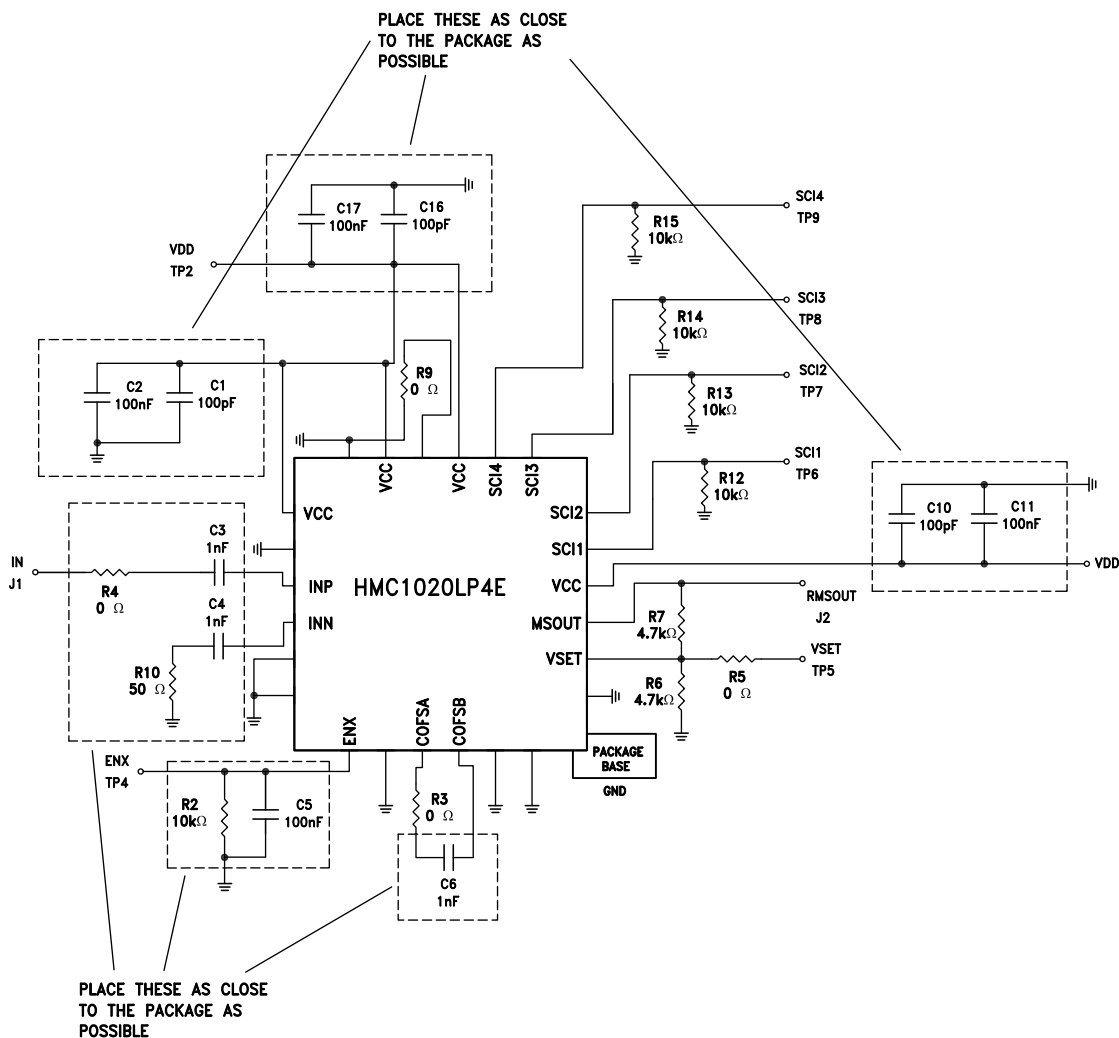 PLACE THESE AS CLOSE
TO THE PACKAGE AS
POSSIBLE
C17
100nF
C16
100pF
VDD
TP2
SCI4
TP9
R15
10kΩ
SCI3
TP8
R14
10kΩ
SCI2
TP7
R13
10kΩ
SCI1
TP6
R12
10kΩ
C2
100nF
C1
100pF
R9
0 Ω
VCC
VCC
SCI4
SCI3
VCC
SCI2
SCI1
VCC
MSOUT
VSET
INP
INN
HMC1020LP4E
ENX
COFSA
COFSB
C10
100pF
C11
100nF
VDD
IN
J1
R4
0 Ω
C3
1nF
C4
1nF
R10
50 Ω
RMSOUT
J2
R7
4.7kΩ
VSET
TP5
R5
0 Ω
R6
4.7kΩ
PACKAGE
BASE
GND
ENX
TP4
R2
10kΩ
C5
100nF
R3
0 Ω
C6
1nF
PLACE THESE AS CLOSE
TO THE PACKAGE AS
POSSIBLE